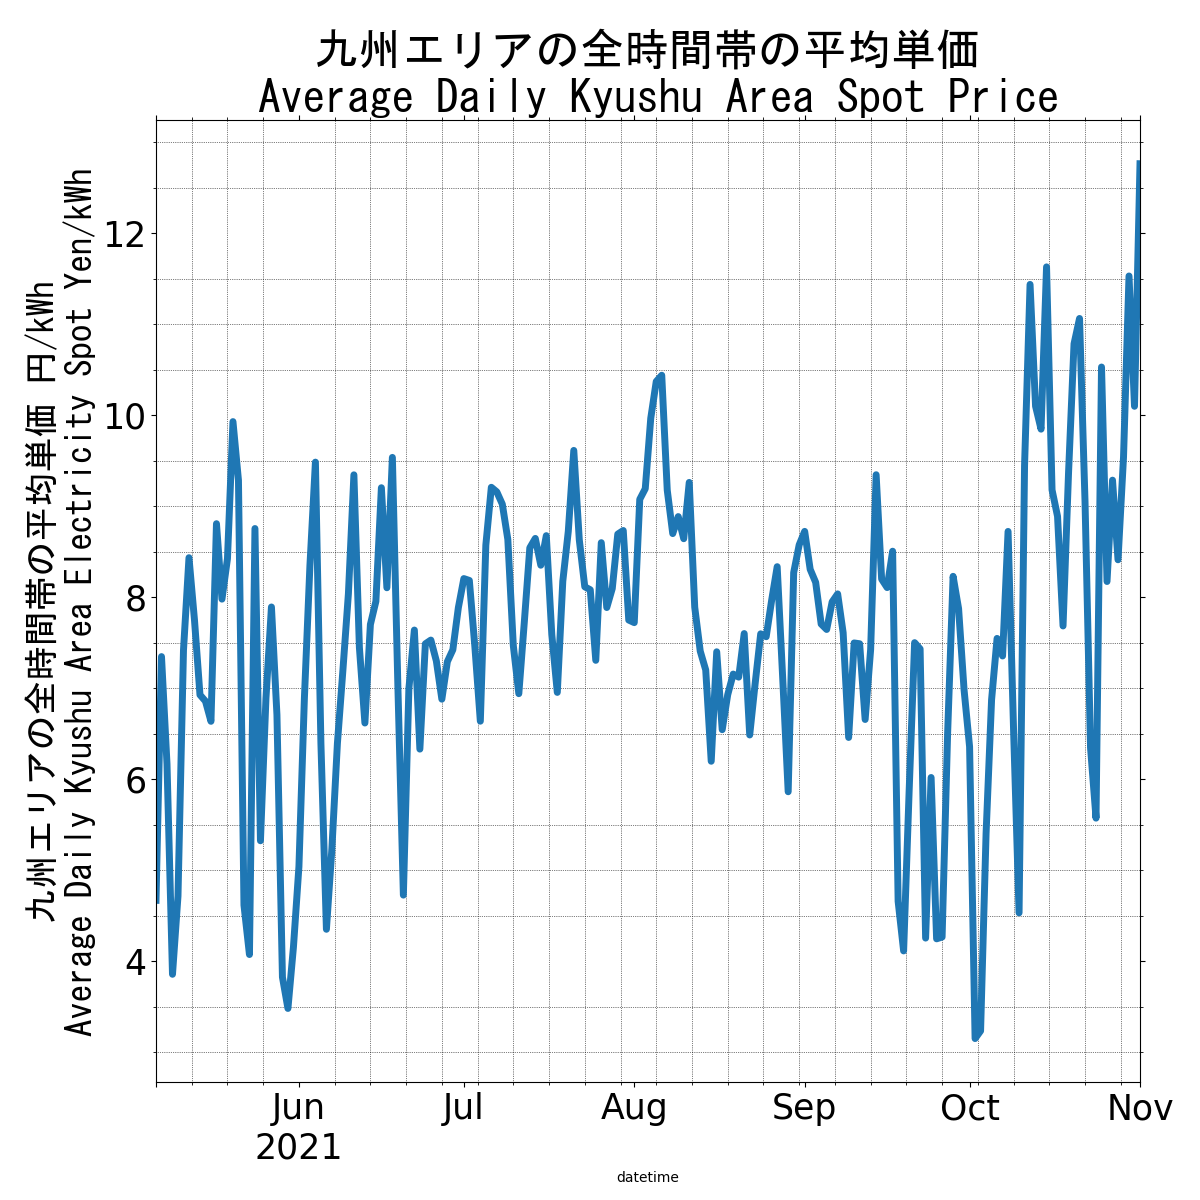 九州エリアの全時間帯の平均単価
Average Daily Kyushu Area Spot Price
九州エリアの全時間帯の平均単価 円/kWh
Average Daily Kyushu Area Electricity Spot Yen/kWh
12
10
8
6
4
Jun Jul Aug Sep Oct Nov
2021
datetime